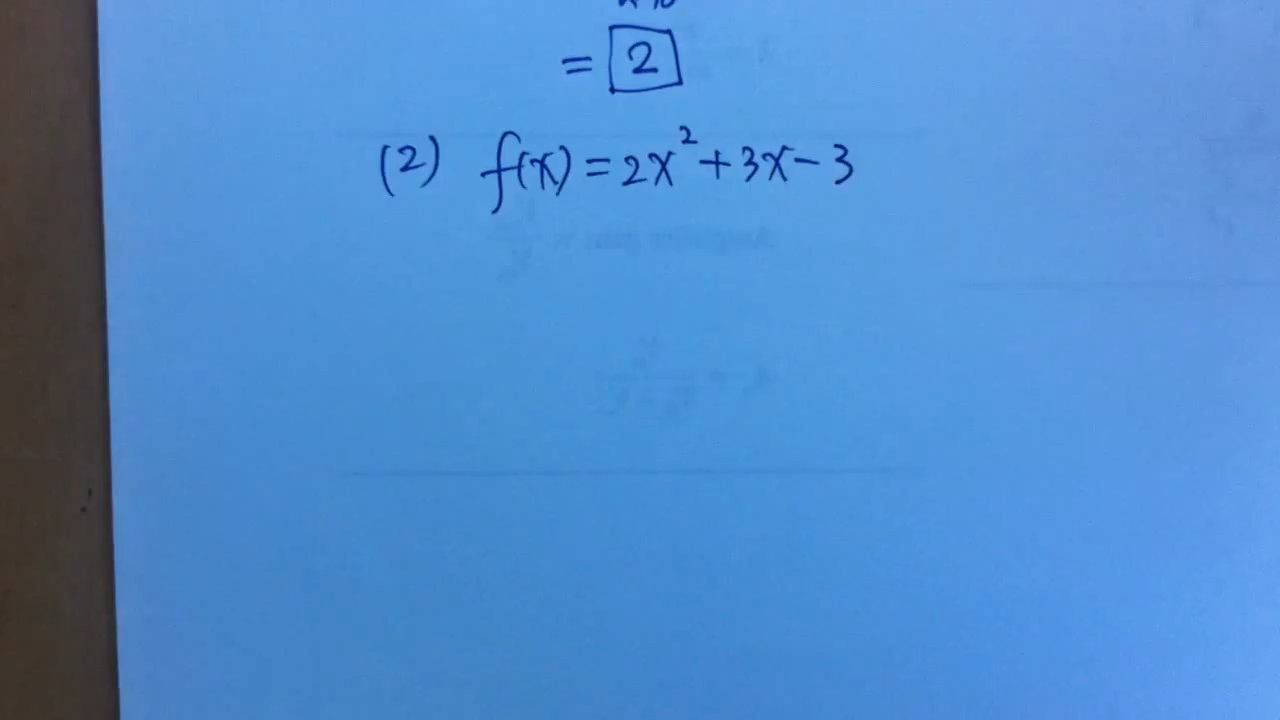 = 2
(2) f(x) = 2x² + 3x - 3